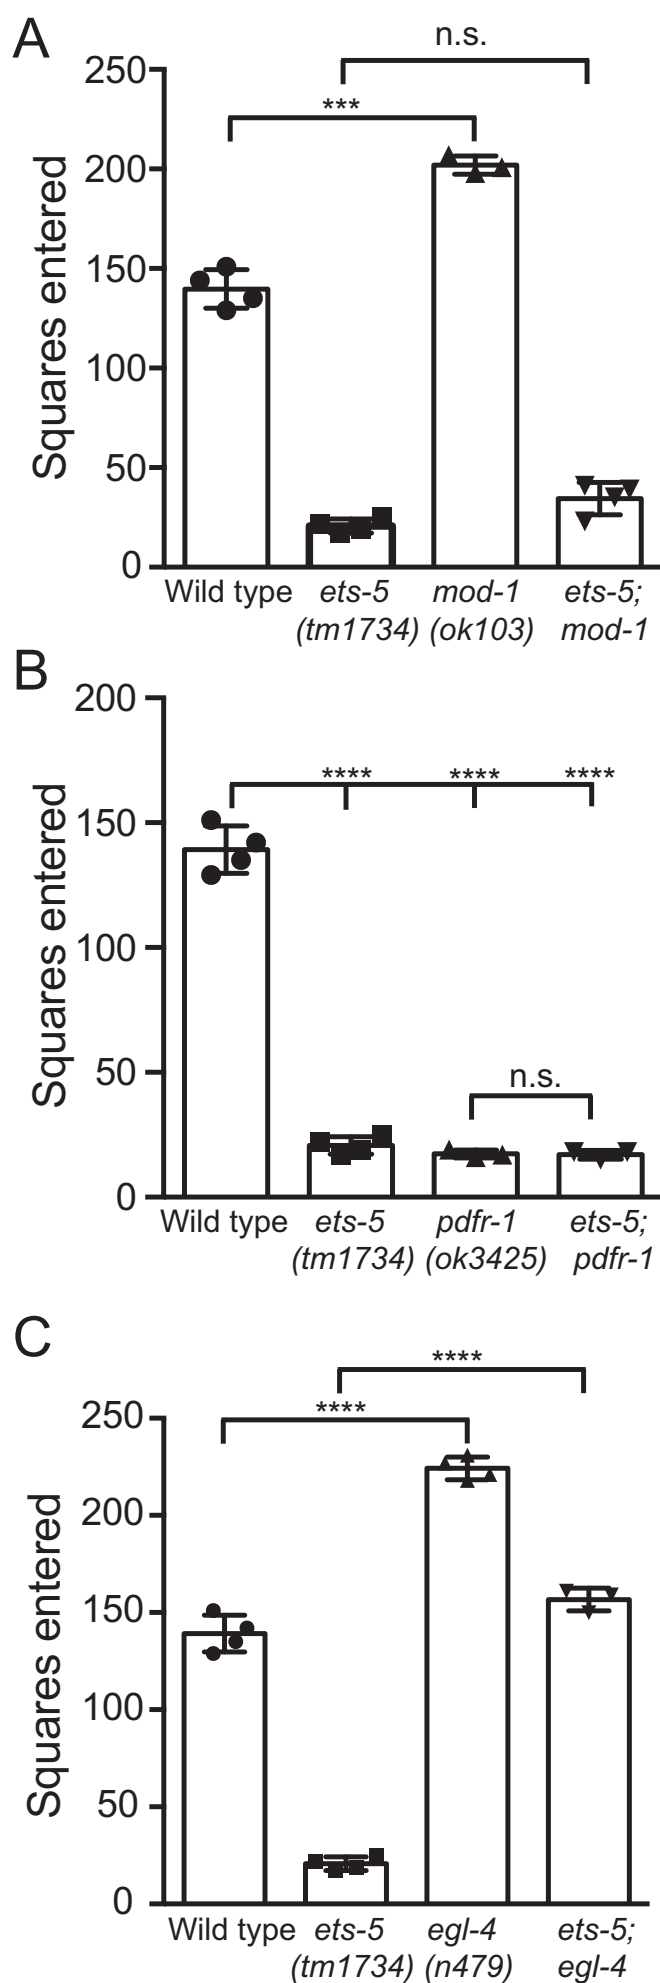 A
n.s.
***
250
200
150
100
50
0
Squares entered
Wild type ets-5 mod-1 ets-5;
(tm1734) (ok103) mod-1
B
200
150
100
50
0
Squares entered
**** **** ****
n.s.
Wild type ets-5 pdfr-1 ets-5;
(tm1734) (ok3425) pdfr-1
C
****
****
250
200
150
100
50
0
Squares entered
Wild type ets-5 egl-4 ets-5;
(tm1734) (n479) egl-4